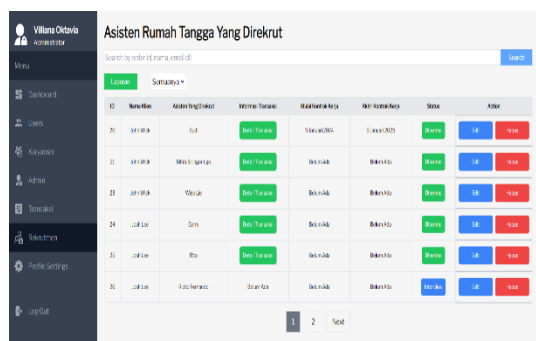 Villiana Oktavia
Administrator
Menu
Dashboard
Users
Karyawan
Admin
Transaksi
Rekrutmen
Profile Settings
Log Out
Asisten Rumah Tangga Yang Direkrut
Search by order id, nama, email dll
Search
Laporan Semuanya
ID Nama Klien Asisten Yang Direkrut Informasi Transaksi Mulai Kontrak Kerja Akhir Kontrak Kerja Status Action
20 John Wick Detail Transaksi Diterima Edit Hapus
John Wick Detail Transaksi Belum Ada Belum Ada Diterima Edit Hapus
John Wick Detail Transaksi Belum Ada Belum Ada Diterima Edit Hapus
24 Josh Lee Detail Transaksi Belum Ada Belum Ada Diterima Edit Hapus
Josh Lee Detail Transaksi Belum Ada Belum Ada Diterima Edit Hapus
Josh Lee Belum Ada Belum Ada Belum Ada Interview Edit Hapus
1 2 Next